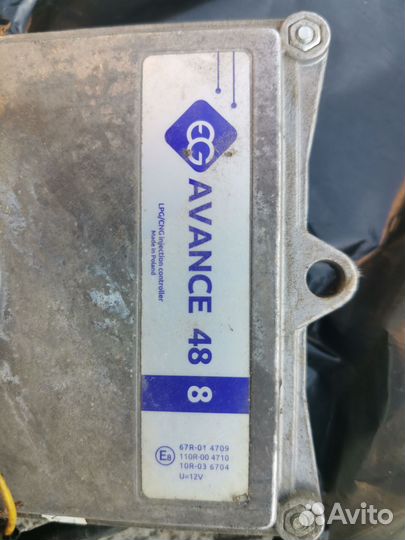 EG AVANCE 48
8
LPG/CNG injection controller
Made in Poland
E8
67R-01 4709
110R-00 4710
10R-03 6704
U=12V
Avito